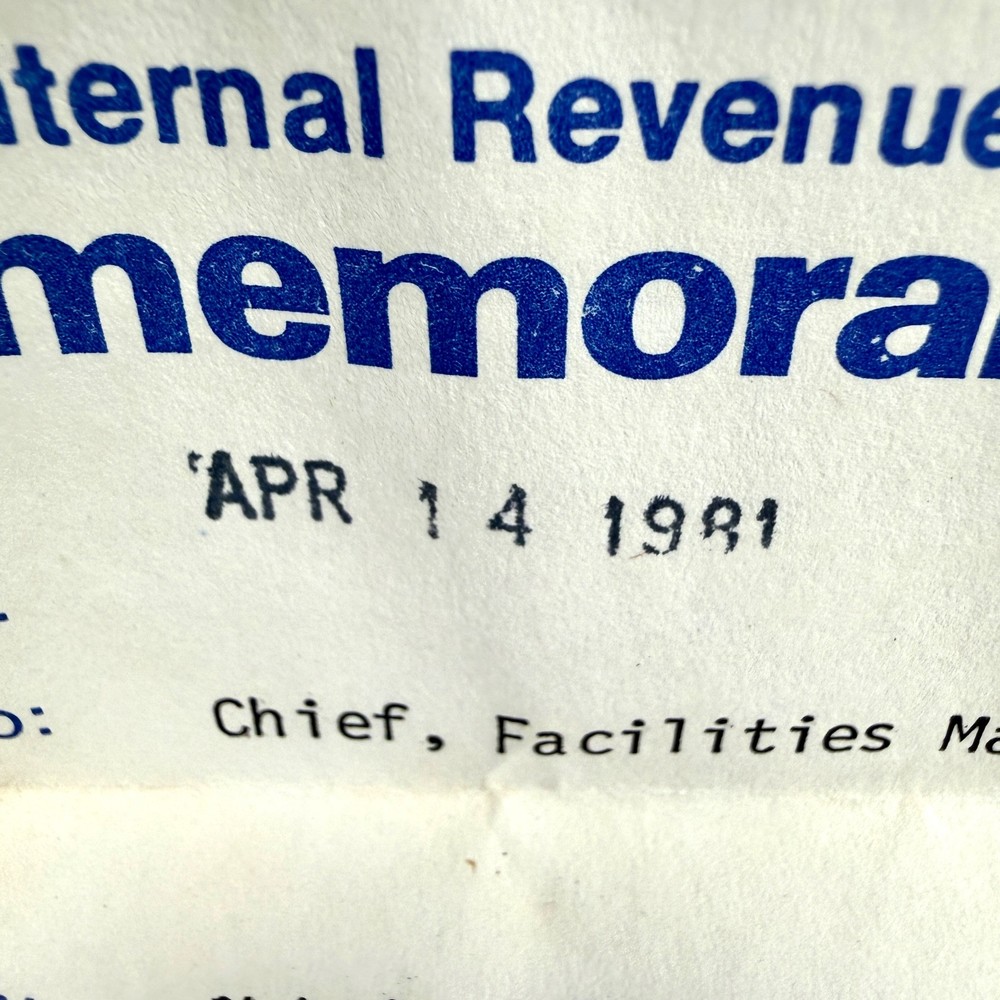 nternal Revenue
memora
APR 14 1981
o: Chief, Facilities Ma